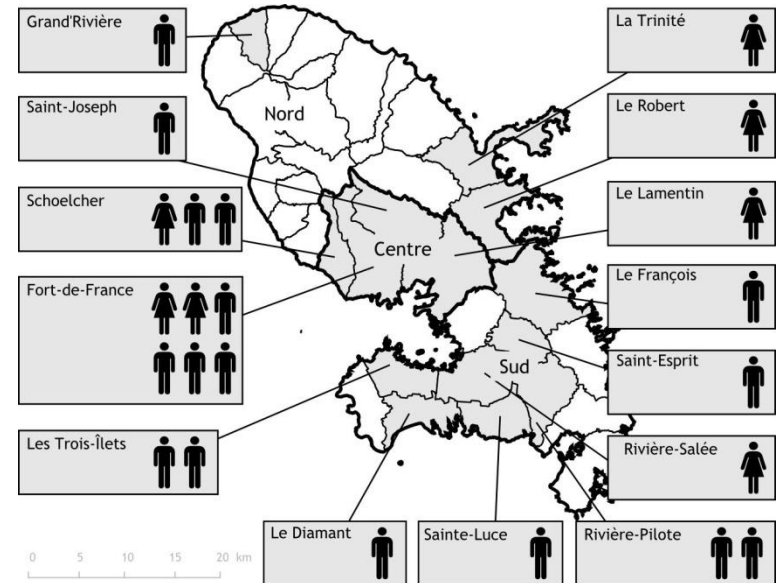 Grand'Rivière
La Trinité
Nord
Saint-Joseph
Le Robert
Schoelcher
Le Lamentin
Centre
Fort-de-France
Le François
Sud
Saint-Esprit
Les Trois-Îlets
Rivière-Salée
Le Diamant
Sainte-Luce
Rivière-Pilote
0 5 10 15 20 km